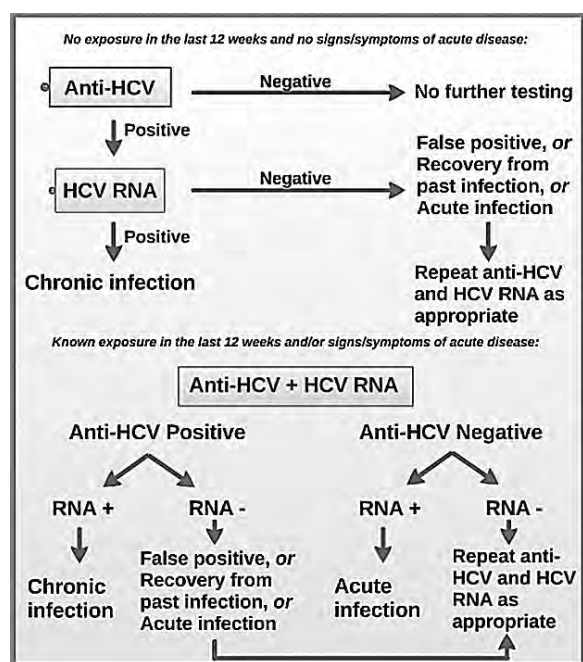 No exposure in the last 12 weeks and no signs/symptoms of acute disease:
Anti-HCV
Negative
No further testing
Positive
HCV RNA
Negative
False positive, or
Recovery from
past infection, or
Acute infection
Positive
Chronic infection
Repeat anti-HCV
and HCV RNA as
appropriate
Known exposure in the last 12 weeks and/or signs/symptoms of acute disease:
Anti-HCV + HCV RNA
Anti-HCV Positive
Anti-HCV Negative
RNA +
RNA -
RNA +
RNA -
Chronic
infection
False positive, or
Recovery from
past infection, or
Acute infection
Acute
infection
Repeat anti-
HCV and HCV
RNA as
appropriate